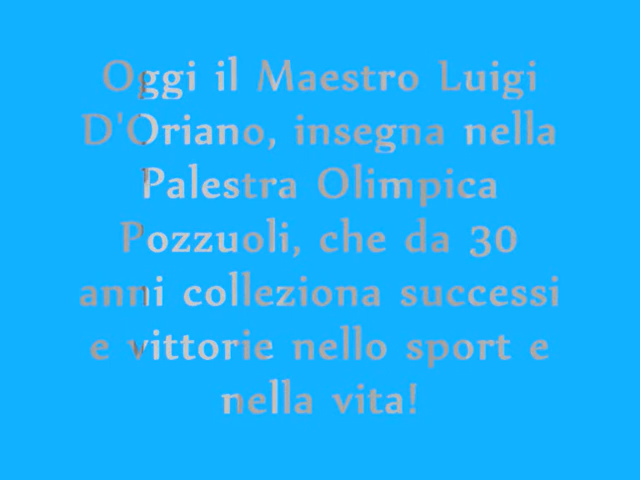 Oggi il Maestro Luigi
D'Oriano, insegna nella
Palestra Olimpica
Pozzuoli, che da 30
anni colleziona successi
e vittorie nello sport e
nella vita!